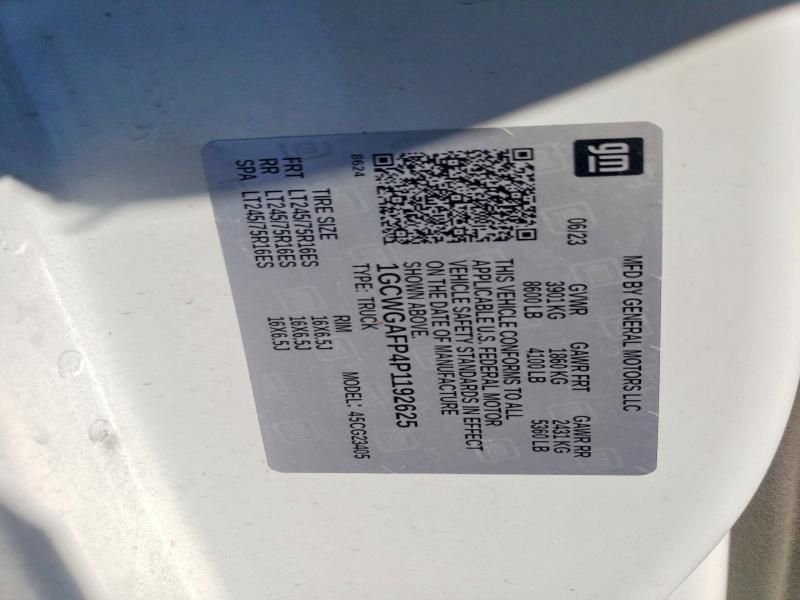 gm
MFD BY GENERAL MOTORS LLC
06/23 GVWR GAWR FRT GAWR RR
3901 KG 1860 KG 2431 KG
8600 LB 4100 LB 5360 LB
THIS VEHICLE CONFORMS TO ALL
APPLICABLE U.S. FEDERAL MOTOR
VEHICLE SAFETY STANDARDS IN EFFECT
ON THE DATE OF MANUFACTURE
SHOWN ABOVE.
1GCWGAFP4P1192625
TYPE: TRUCK MODEL: 45CG23405
8624
TIRE SIZE RIM
FRT LT245/75R16ES 16X6.5J
RR LT245/75R16ES 16X6.5J
SPA LT245/75R16ES 16X6.5J